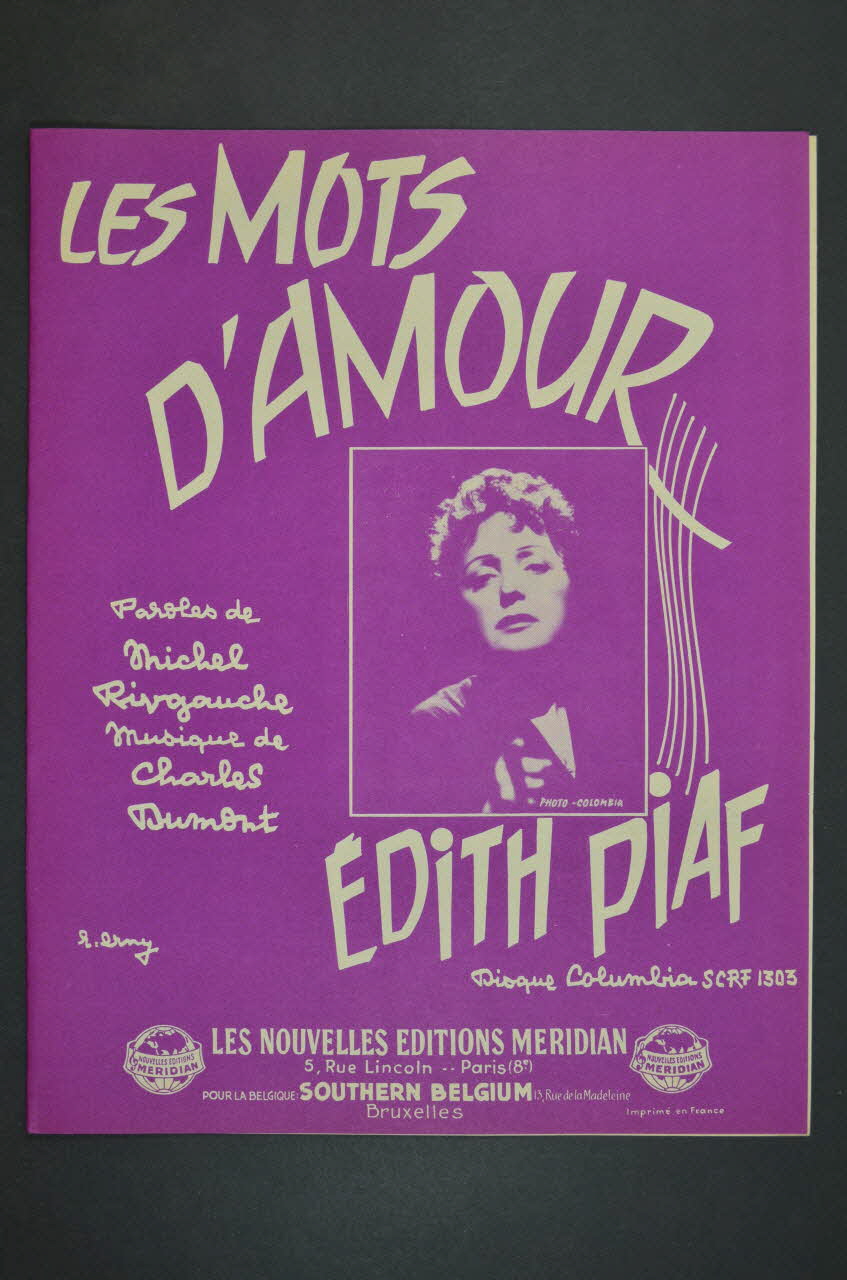 LES MOTS
D'AMOUR
Paroles de
Michel
Rivgauche
Musique de
Charles
Dumont
PHOTO - COLOMBIA
ÉDITH PIAF
R. Erny
Disque Columbia SCRF 1303
NOUVELLES EDITIONS
MERIDIAN
LES NOUVELLES EDITIONS MERIDIAN
5, Rue Lincoln -- Paris (8e)
POUR LA BELGIQUE: SOUTHERN BELGIUM 13, Rue de la Madeleine
Bruxelles
NOUVELLES EDITIONS
MERIDIAN
Imprimé en France